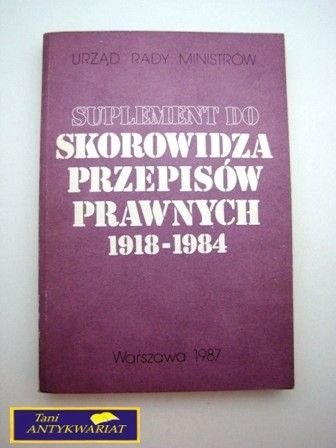 URZĄD RADY MINISTRÓW
SUPLEMENT DO
SKOROWIDZA
PRZEPISÓW
PRAWNYCH
1918-1984
Warszawa 1987
Tani
ANTYKWARIAT